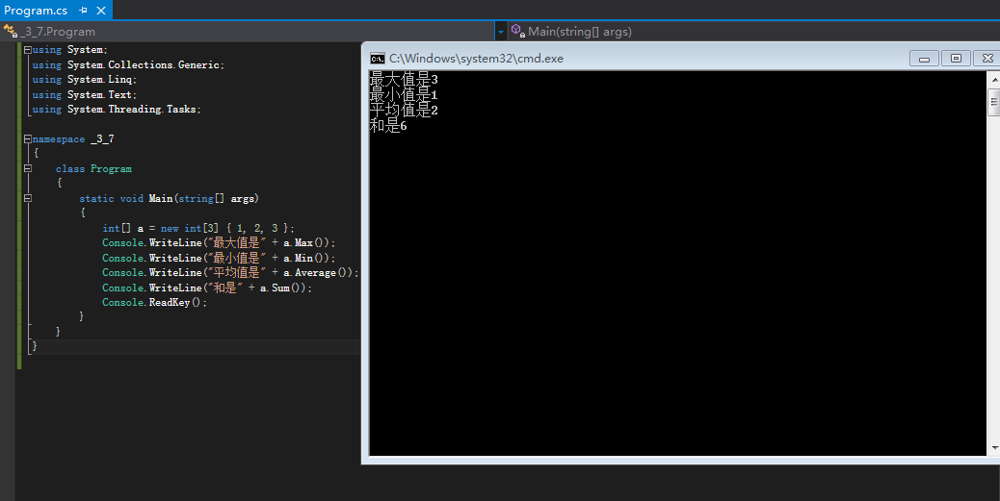 Program.cs
_3_7.Program
Main(string[] args)
using System;
using System.Collections.Generic;
using System.Linq;
using System.Text;
using System.Threading.Tasks;
namespace _3_7
{
class Program
{
static void Main(string[] args)
{
int[] a = new int[3] { 1, 2, 3 };
Console.WriteLine("最大值是" + a.Max());
Console.WriteLine("最小值是" + a.Min());
Console.WriteLine("平均值是" + a.Average());
Console.WriteLine("和是" + a.Sum());
Console.ReadKey();
}
}
}
C:\Windows\system32\cmd.exe
最大值是3
最小值是1
平均值是2
和是6